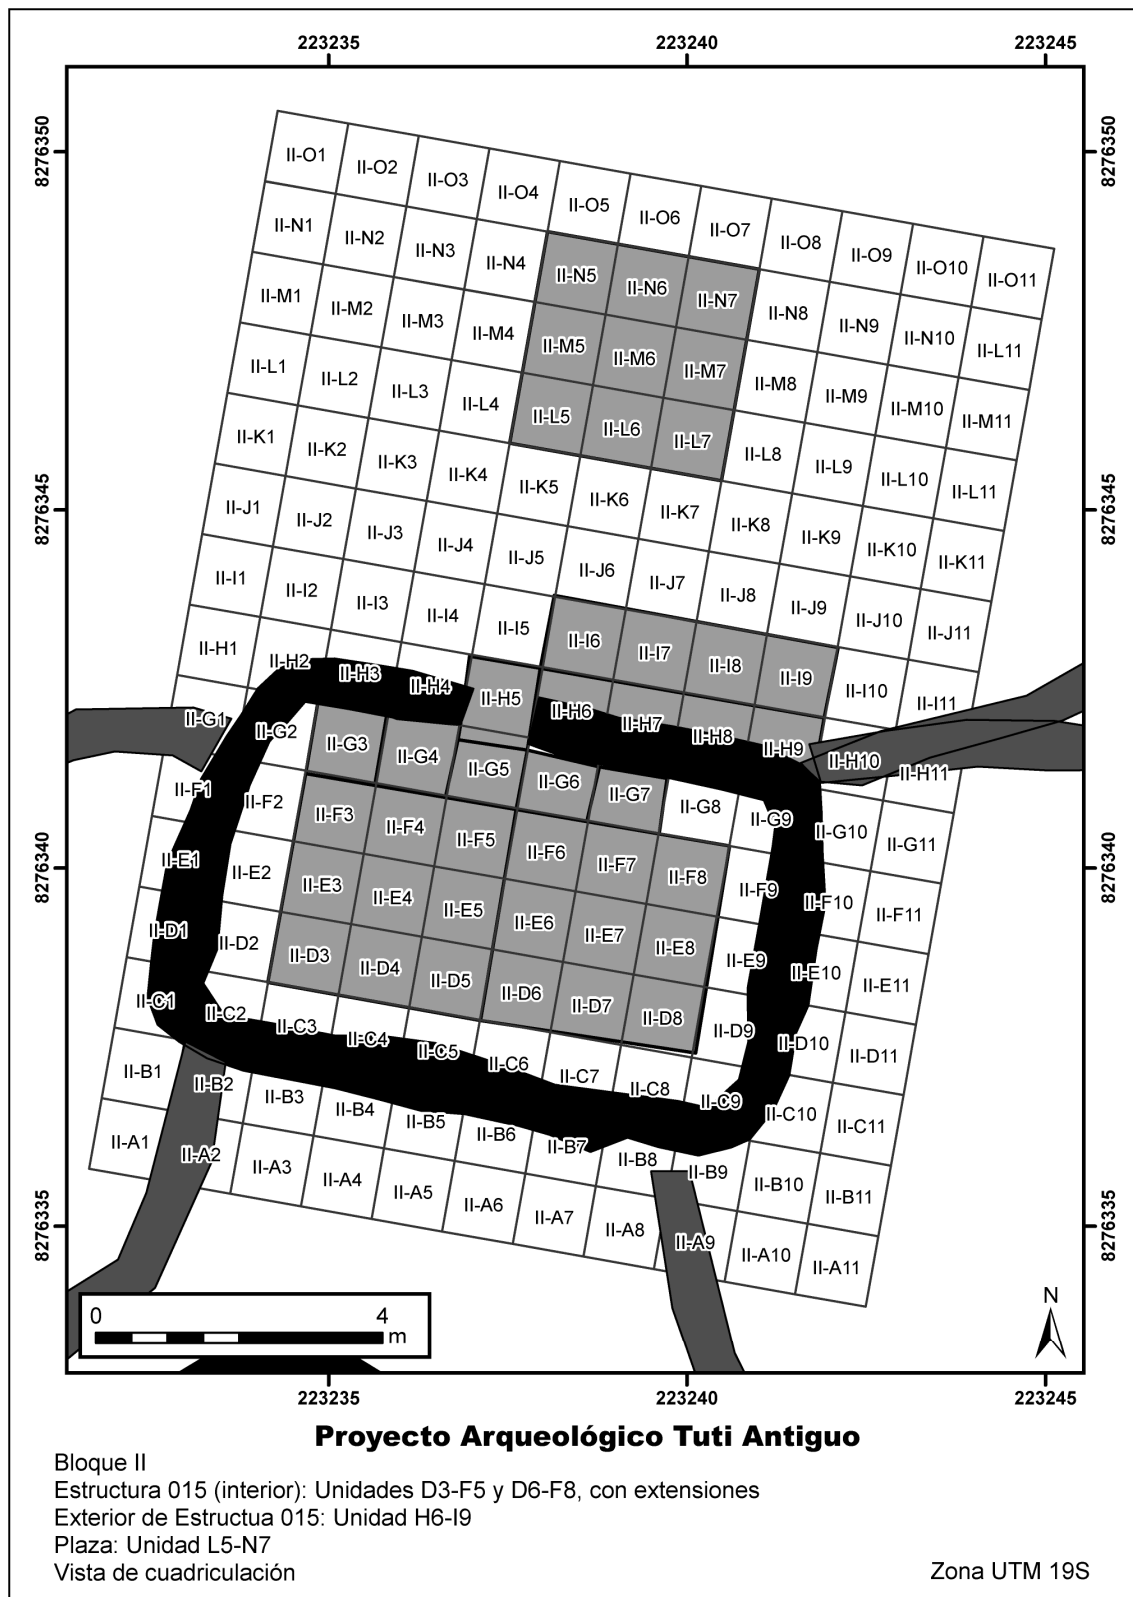 223235 223240 223245
8276350 8276350
II-O1 II-O2 II-O3 II-O4 II-O5 II-O6 II-O7 II-O8 II-O9 II-O10 II-O11
II-N1 II-N2 II-N3 II-N4 II-N5 II-N6 II-N7 II-N8 II-N9 II-N10 II-L11
II-M1 II-M2 II-M3 II-M4 II-M5 II-M6 II-M7 II-M8 II-M9 II-M10 II-M11
II-L1 II-L2 II-L3 II-L4 II-L5 II-L6 II-L7 II-L8 II-L9 II-L10 II-L11
II-K1 II-K2 II-K3 II-K4 II-K5 II-K6 II-K7 II-K8 II-K9 II-K10 II-K11
8276345 8276345
II-J1 II-J2 II-J3 II-J4 II-J5 II-J6 II-J7 II-J8 II-J9 II-J10 II-J11
II-I1 II-I2 II-I3 II-I4 II-I5 II-I6 II-I7 II-I8 II-I9 II-I10 II-I11
II-H1 II-H2 II-H3 II-H4 II-H5 II-H6 II-H7 II-H8 II-H9 II-H10 II-H11
II-G1 II-G2 II-G3 II-G4 II-G5 II-G6 II-G7 II-G8 II-G9 II-G10 II-G11
II-F1 II-F2 II-F3 II-F4 II-F5 II-F6 II-F7 II-F8 II-F9 II-F10 II-F11
8276340 8276340
II-E1 II-E2 II-E3 II-E4 II-E5 II-E6 II-E7 II-E8 II-E9 II-E10 II-E11
II-D1 II-D2 II-D3 II-D4 II-D5 II-D6 II-D7 II-D8 II-D9 II-D10 II-D11
II-C1 II-C2 II-C3 II-C4 II-C5 II-C6 II-C7 II-C8 II-C9 II-C10 II-C11
II-B1 II-B2 II-B3 II-B4 II-B5 II-B6 II-B7 II-B8 II-B9 II-B10 II-B11
II-A1 II-A2 II-A3 II-A4 II-A5 II-A6 II-A7 II-A8 II-A9 II-A10 II-A11
8276335 8276335
0 4
m
N
223235 223240 223245
Proyecto Arqueológico Tuti Antiguo
Bloque II
Estructura 015 (interior): Unidades D3-F5 y D6-F8, con extensiones
Exterior de Estructua 015: Unidad H6-I9
Plaza: Unidad L5-N7
Vista de cuadriculación
Zona UTM 19S